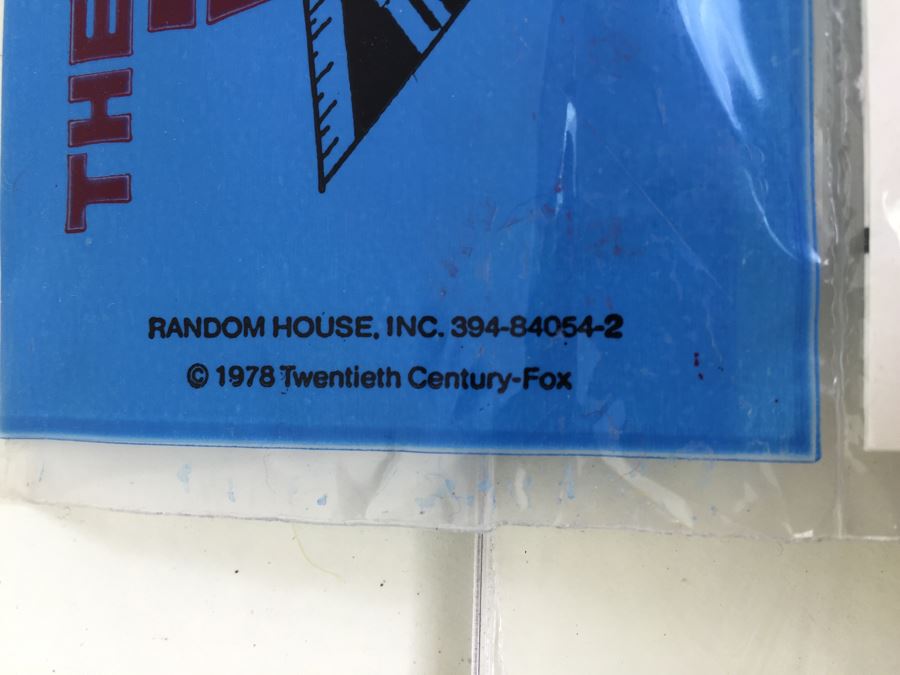 THE
RANDOM HOUSE, INC. 394-84054-2
© 1978 Twentieth Century-Fox